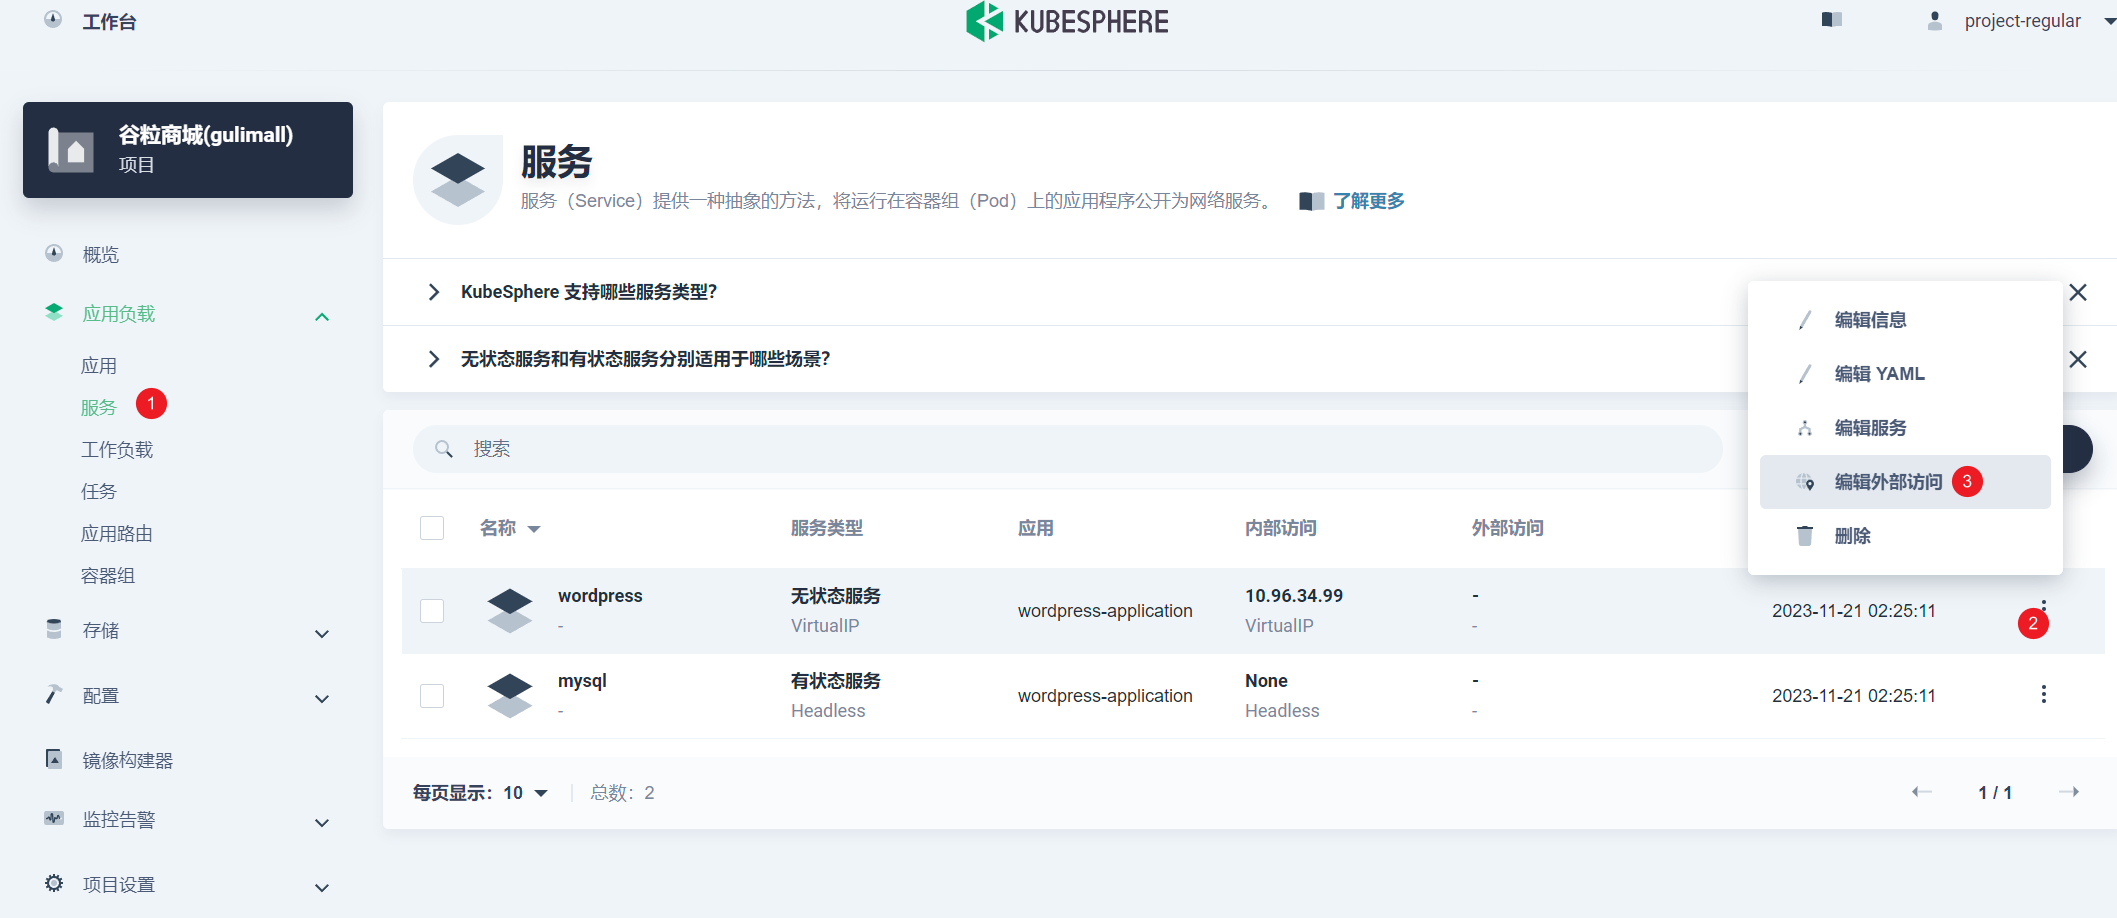 工作台
KUBESPHERE
project-regular
谷粒商城(gulimall)
项目
概览
应用负载
应用
服务
1
工作负载
任务
应用路由
容器组
存储
配置
镜像构建器
监控告警
项目设置
服务
服务（Service）提供一种抽象的方法，将运行在容器组（Pod）上的应用程序公开为网络服务。
了解更多
KubeSphere 支持哪些服务类型？
无状态服务和有状态服务分别适用于哪些场景？
编辑信息
编辑 YAML
编辑服务
编辑外部访问
3
删除
搜索
名称 服务类型 应用 内部访问 外部访问
wordpress 无状态服务 wordpress-application 10.96.34.99 - 2023-11-21 02:25:11
- VirtualIP VirtualIP -
2
mysql 有状态服务 wordpress-application None - 2023-11-21 02:25:11
- Headless Headless -
每页显示：10 总数：2
1 / 1